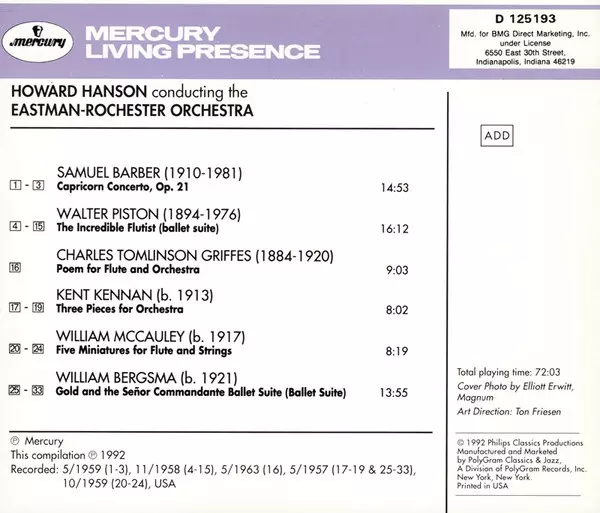 mercury
MERCURY
LIVING PRESENCE
D 125193
Mfd. for BMG Direct Marketing, Inc.
under License
6550 East 30th Street,
Indianapolis, Indiana 46219
HOWARD HANSON conducting the
EASTMAN-ROCHESTER ORCHESTRA
ADD
SAMUEL BARBER (1910-1981)
1 - 3 Capricorn Concerto, Op. 21 14:53
WALTER PISTON (1894-1976)
4 - 15 The Incredible Flutist (ballet suite) 16:12
CHARLES TOMLINSON GRIFFES (1884-1920)
16 Poem for Flute and Orchestra 9:03
KENT KENNAN (b. 1913)
17 - 19 Three Pieces for Orchestra 8:02
WILLIAM MCCAULEY (b. 1917)
20 - 24 Five Miniatures for Flute and Strings 8:19
WILLIAM BERGSMA (b. 1921)
25 - 33 Gold and the Señor Commandante Ballet Suite (Ballet Suite) 13:55
Total playing time: 72:03
Cover Photo by Elliott Erwitt,
Magnum
Art Direction: Ton Friesen
℗ Mercury
This compilation ℗ 1992
Recorded: 5/1959 (1-3), 11/1958 (4-15), 5/1963 (16), 5/1957 (17-19 & 25-33),
10/1959 (20-24), USA
© 1992 Philips Classics Productions
Manufactured and Marketed
by PolyGram Classics & Jazz,
A Division of PolyGram Records, Inc.
New York, New York.
Printed in USA